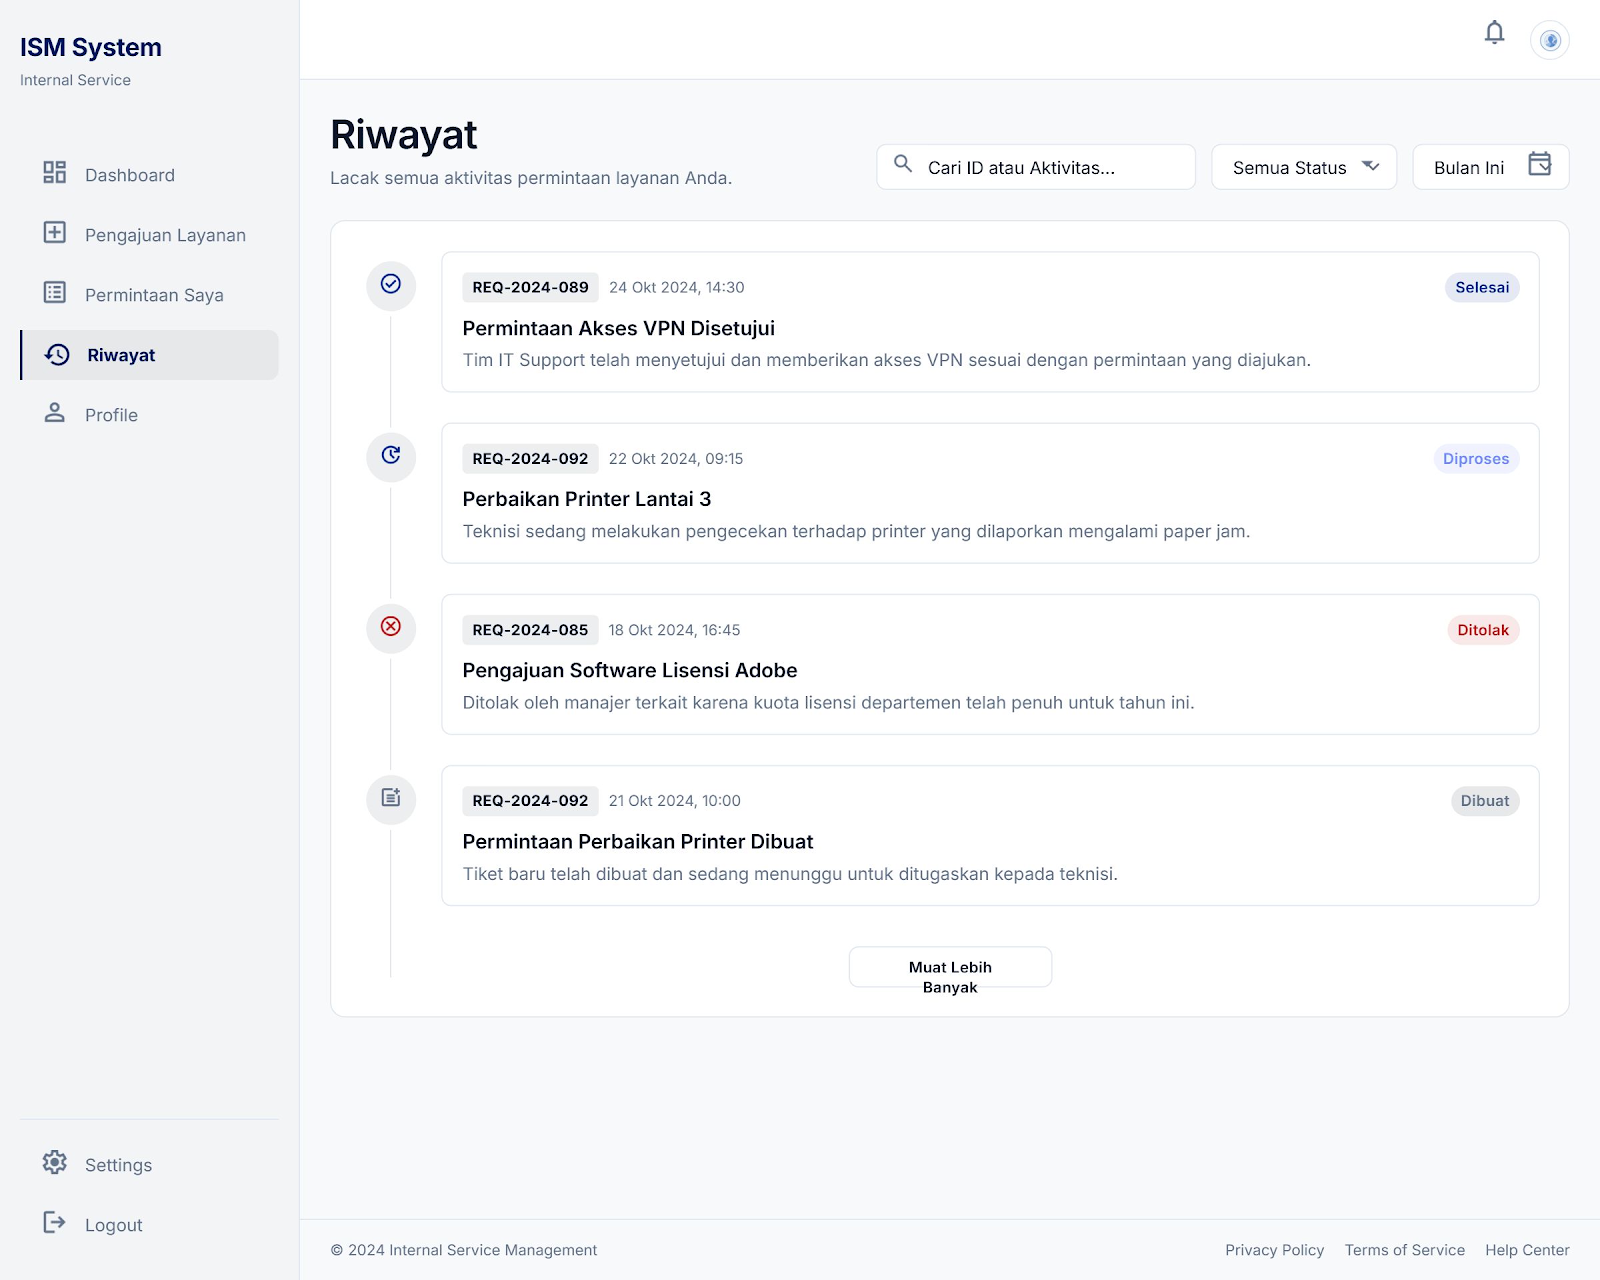 ISM System
Internal Service
Dashboard
Pengajuan Layanan
Permintaan Saya
Riwayat
Profile
Settings
Logout
Riwayat
Lacak semua aktivitas permintaan layanan Anda.
Cari ID atau Aktivitas...
Semua Status
Bulan Ini
REQ-2024-089 24 Okt 2024, 14:30 Selesai
Permintaan Akses VPN Disetujui
Tim IT Support telah menyetujui dan memberikan akses VPN sesuai dengan permintaan yang diajukan.
REQ-2024-092 22 Okt 2024, 09:15 Diproses
Perbaikan Printer Lantai 3
Teknisi sedang melakukan pengecekan terhadap printer yang dilaporkan mengalami paper jam.
REQ-2024-085 18 Okt 2024, 16:45 Ditolak
Pengajuan Software Lisensi Adobe
Ditolak oleh manajer terkait karena kuota lisensi departemen telah penuh untuk tahun ini.
REQ-2024-092 21 Okt 2024, 10:00 Dibuat
Permintaan Perbaikan Printer Dibuat
Tiket baru telah dibuat dan sedang menunggu untuk ditugaskan kepada teknisi.
Muat Lebih
Banyak
© 2024 Internal Service Management
Privacy Policy Terms of Service Help Center